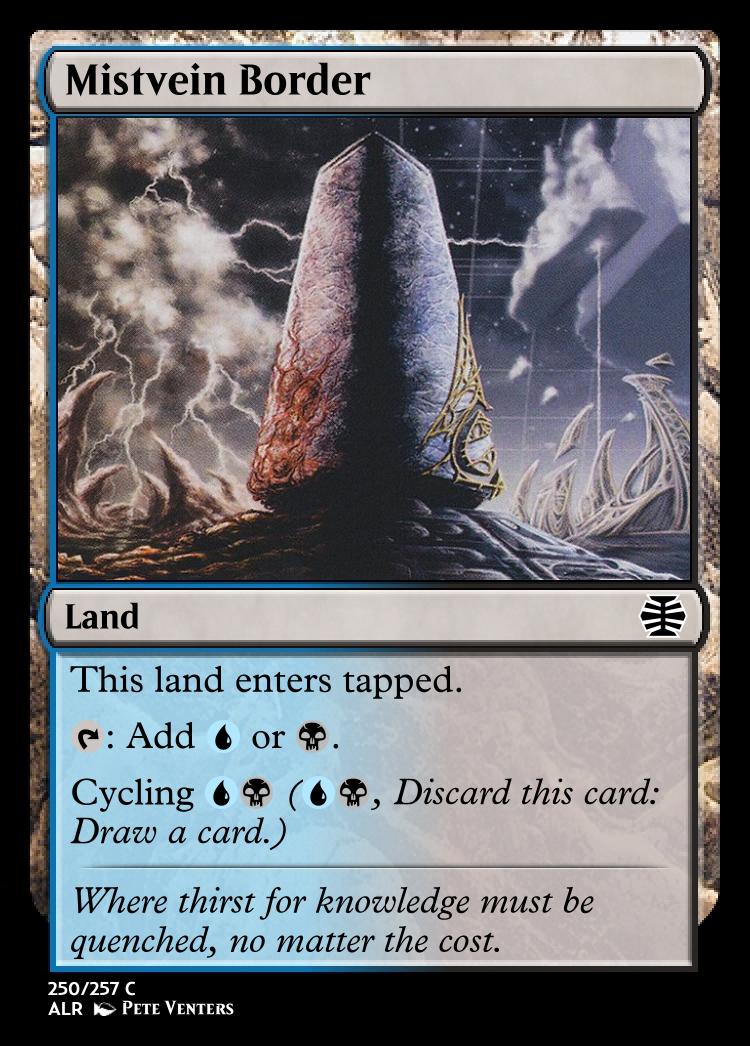 Mistvein Border
Land
This land enters tapped.
: Add or .
Cycling (, Discard this card:
Draw a card.)
Where thirst for knowledge must be
quenched, no matter the cost.
250/257 C
ALR Pete Venters